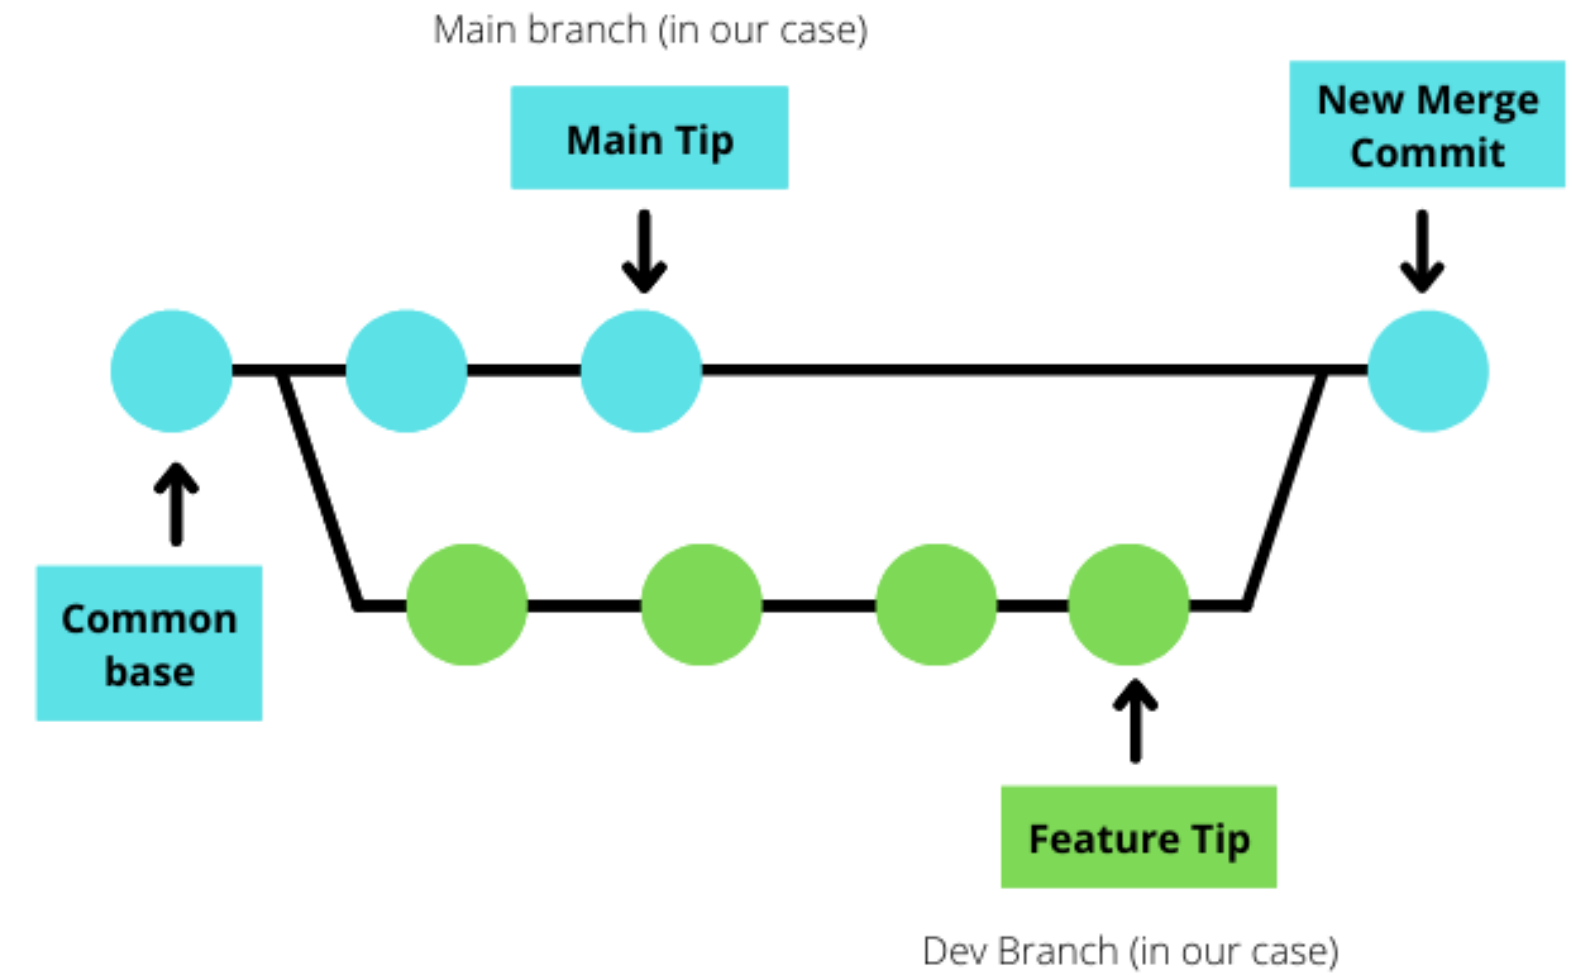 Main branch (in our case)
Main Tip
New Merge
Commit
Common
base
Feature Tip
Dev Branch (in our case)